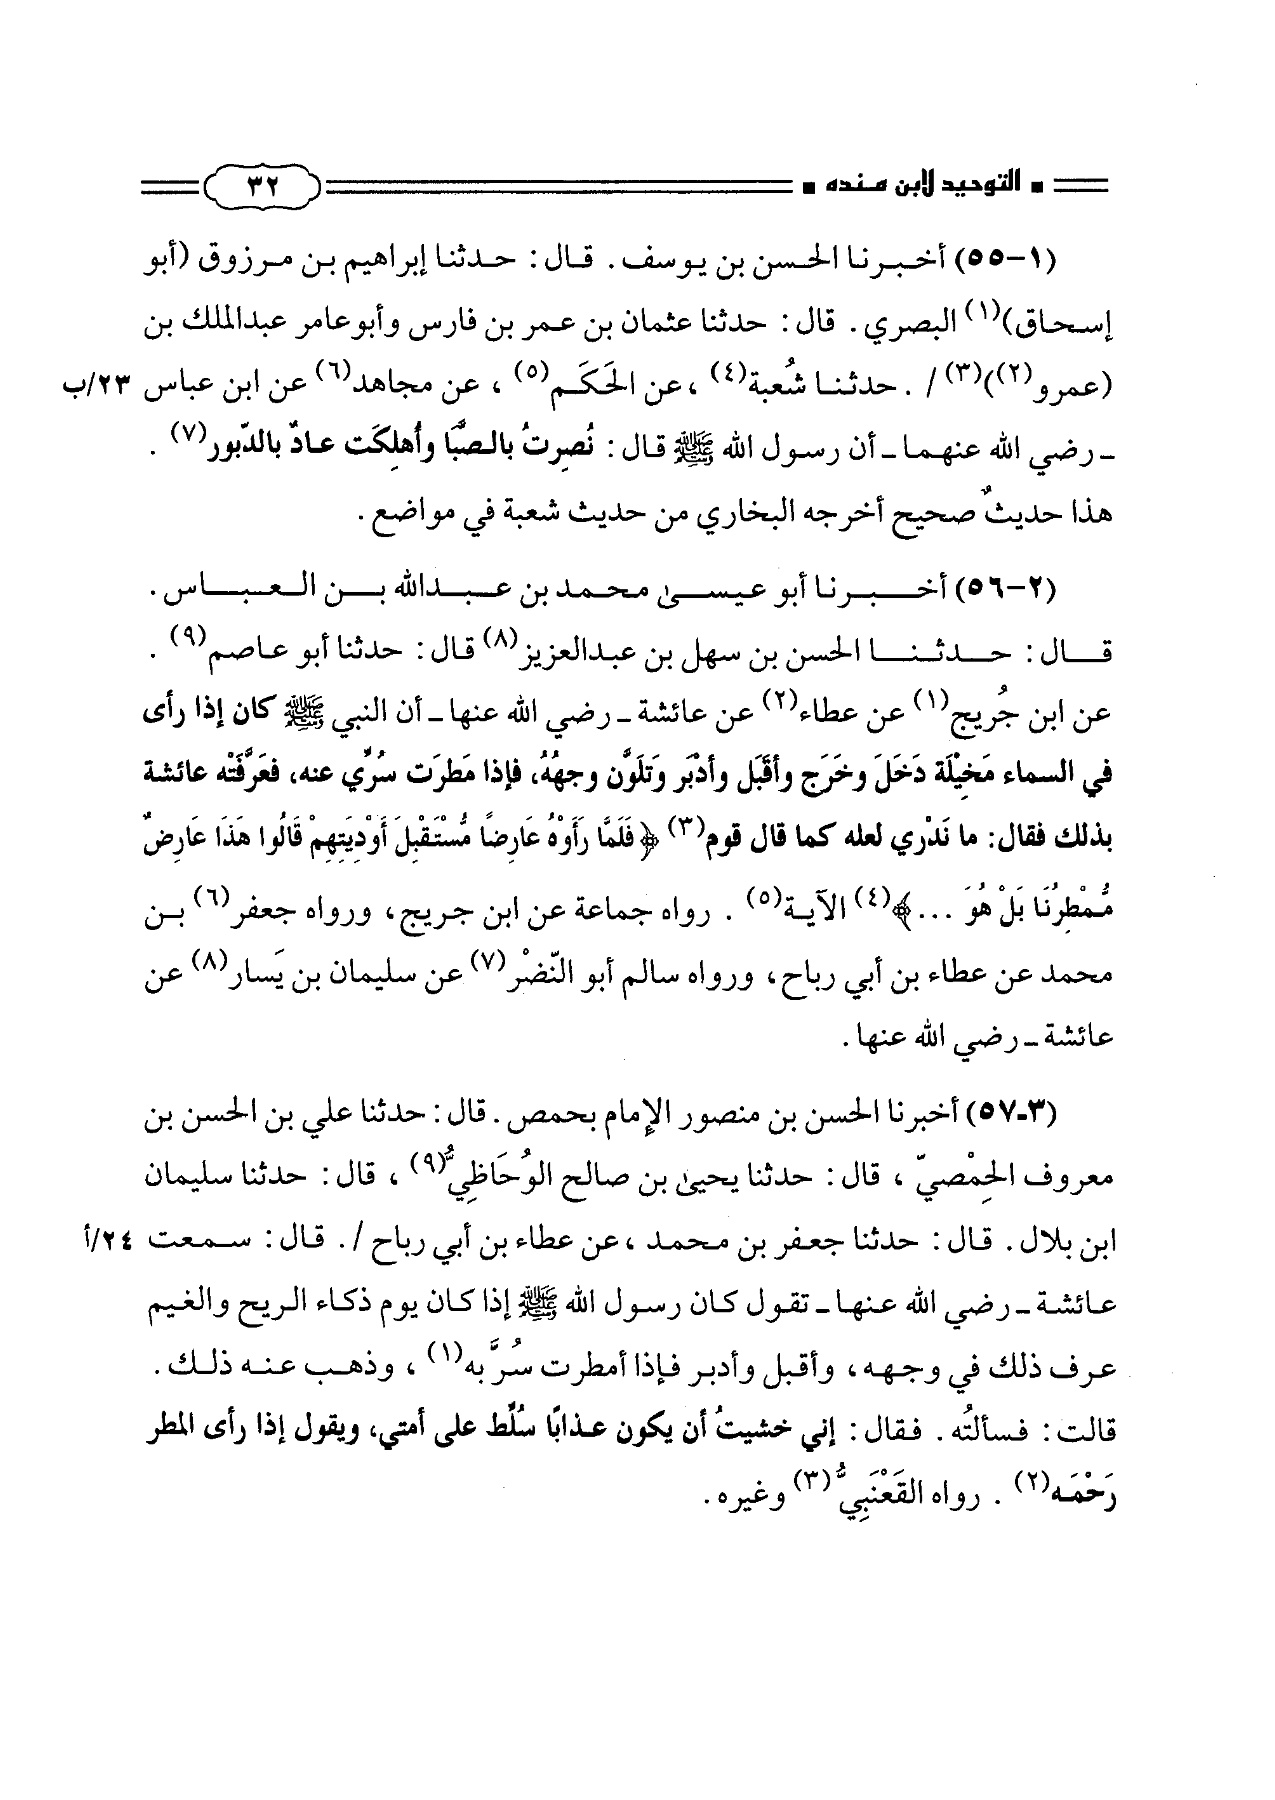 ■ التوحيد لابن منده ■ ٣٢
(١-٥٥) أخبرنا الحسن بن يوسف. قال: حدثنا إبراهيم بن مرزوق (أبو
إسحاق)(١) البصري. قال: حدثنا عثمان بن عمر بن فارس وأبو عامر عبدالملك بن
(عمرو(٢))(٣) /. حدثنا شُعبة(٤)، عن الحَكَم(٥)، عن مجاهد(٦) عن ابن عباس ٢٣/ب
ـ رضي الله عنهما ـ أن رسول الله ﷺ قال: نُصِرتُ بالصبَّا وأُهلِكَت عادٌ بالدّبور(٧).
هذا حديثٌ صحيح أخرجه البخاري من حديث شعبة في مواضع.
(٢-٥٦) أخبرنا أبو عيسىٰ محمد بن عبدالله بن العباس.
قال: حدثنا الحسن بن سهل بن عبدالعزيز(٨) قال: حدثنا أبو عاصم(٩).
عن ابن جُريج(١) عن عطاء(٢) عن عائشة ـ رضي الله عنها ـ أن النبي ﷺ كان إذا رأى
في السماء مَخِيْلَة دَخَلَ وخَرَج وأقَبَل وأدْبَر وَتلَوَّن وجهُهُ، فإذا مَطرَت سُرِّي عنه، فعَرَّفَتْه عائشة
بذلك فقال: ما نَدْري لعله كما قال قوم(٣) ﴿ فَلَمَّا رَأَوْهُ عَارِضاً مُّسْتَقْبِلَ أَوْدِيَتِهِمْ قَالُوا هَذَا عَارِضٌ
مُّمْطِرُنَا بَلْ هُوَ ...﴾(٤) الآية(٥). رواه جماعة عن ابن جريج، ورواه جعفر(٦) بن
محمد عن عطاء بن أبي رباح، ورواه سالم أبو النّضْر(٧) عن سليمان بن يَسار(٨) عن
عائشة ـ رضي الله عنها.
(٣-٥٧) أخبرنا الحسن بن منصور الإمام بحمص. قال: حدثنا علي بن الحسن بن
معروف الحِمْصيّ، قال: حدثنا يحيىٰ بن صالح الوُحَاظِيُّ(٩)، قال: حدثنا سليمان
ابن بلال. قال: حدثنا جعفر بن محمد، عن عطاء بن أبي رباح /. قال: سمعت ٢٤/أ
عائشة ـ رضي الله عنها ـ تقول كان رسول الله ﷺ إذا كان يوم ذكاء الريح والغيم
عرف ذلك في وجهه، وأقبل وأدبر فإذا أمطرت سُرَّ به(١)، وذهب عنه ذلك.
قالت: فسألتُه. فقال: إني خشيتُ أن يكون عذابًا سُلِّط على أمتي، ويقول إذا رأى المطر
رَحْمَه(٢). رواه القَعْنَبِيُّ(٣) وغيره.